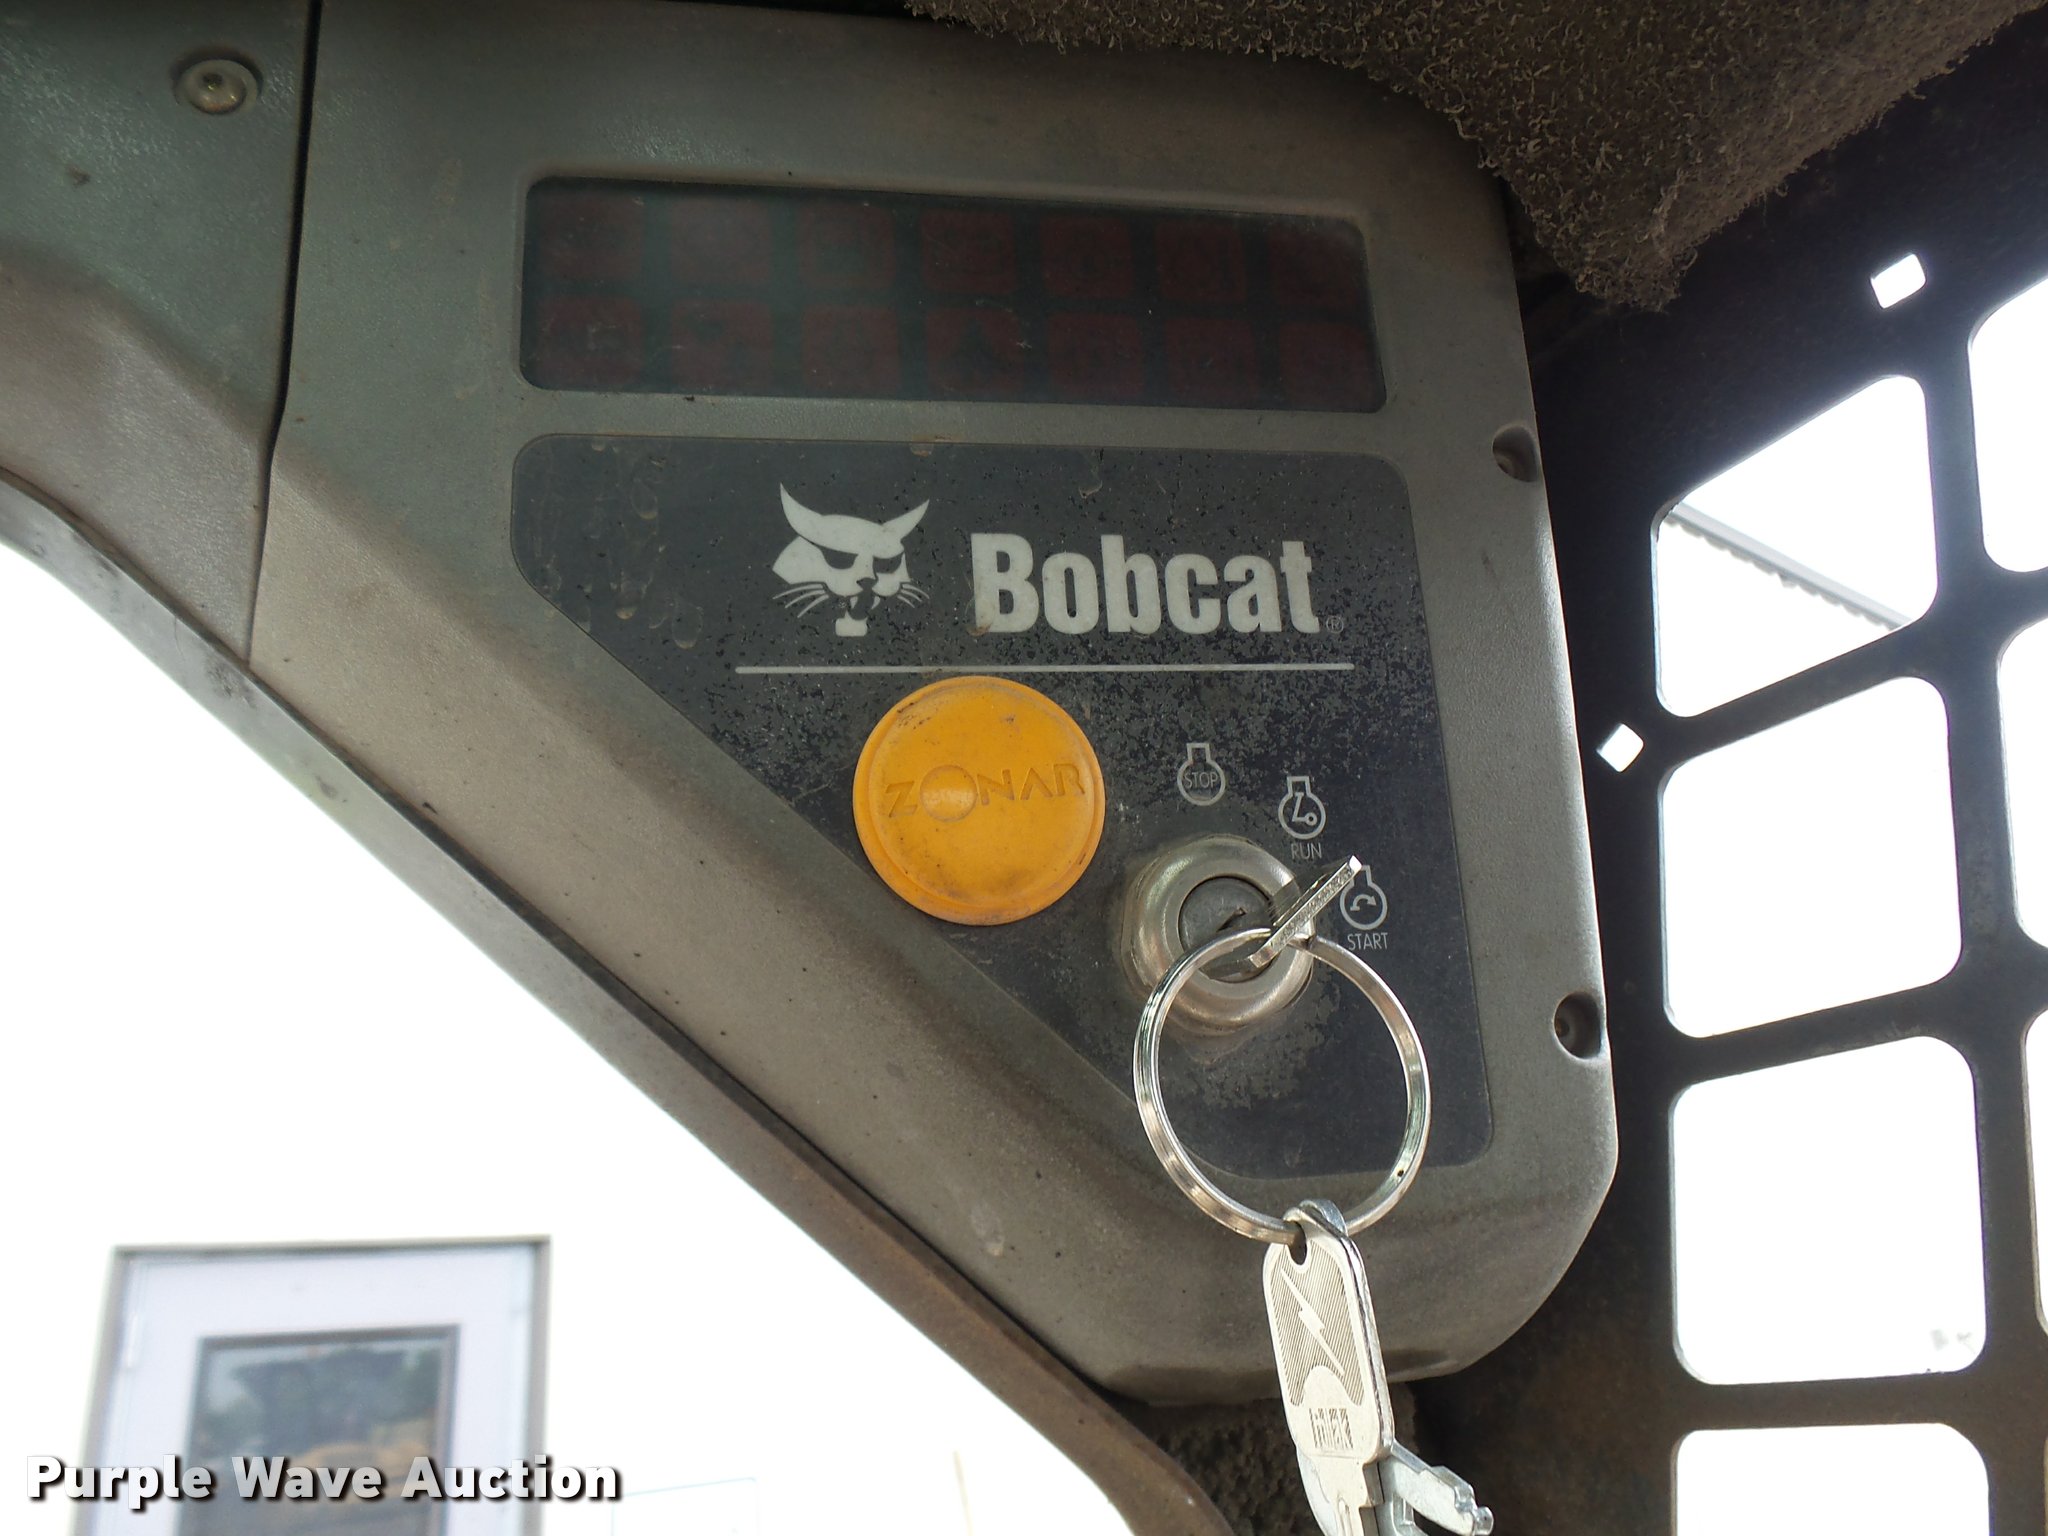 Bobcat®
ZONAR
STOP
RUN
START
Purple Wave Auction